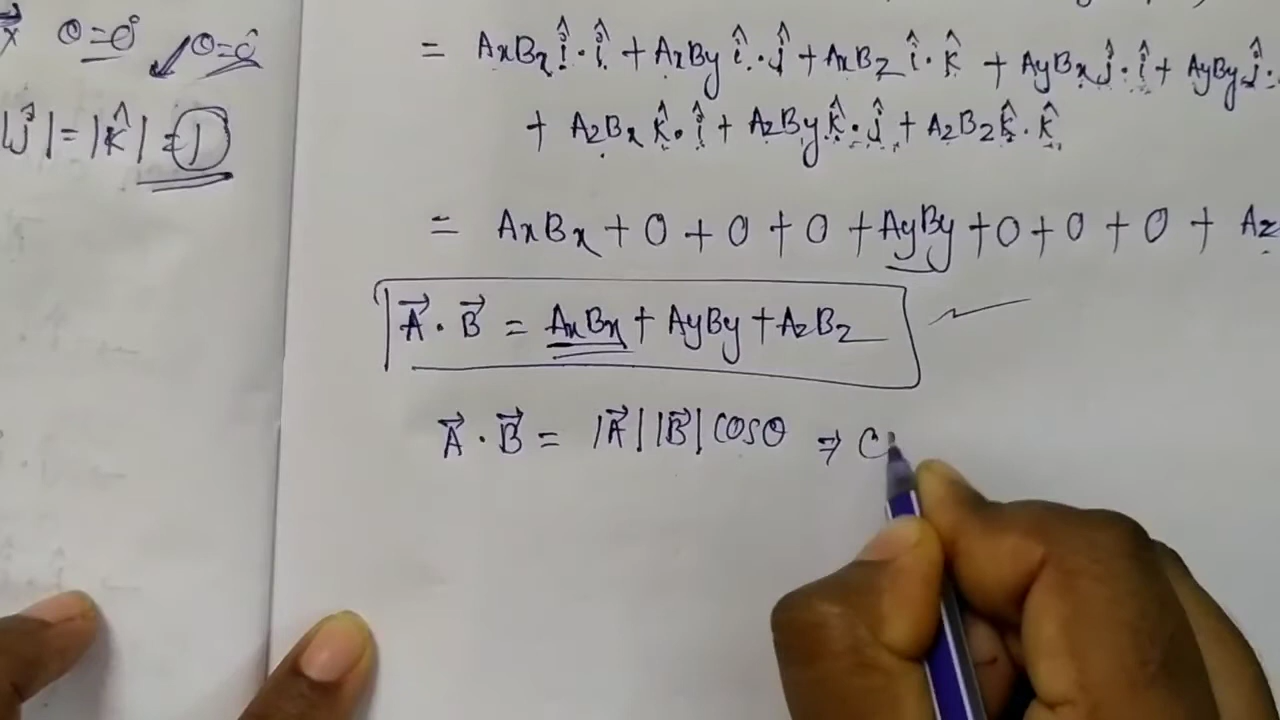 θ=0° θ=0°
|ĵ|=|k̂|=1
= AxBx î·î + AxBy î·ĵ + AxBz î·k̂ + AyBx ĵ·î + AyBy ĵ·
+ AzBx k̂·î + AzBy k̂·ĵ + AzBz k̂·k̂
= AxBx + 0 + 0 + 0 + AyBy + 0 + 0 + 0 + Az
A⃗·B⃗ = AxBx + AyBy + AzBz
A⃗·B⃗ = |A⃗||B⃗| cosθ ⇒ C